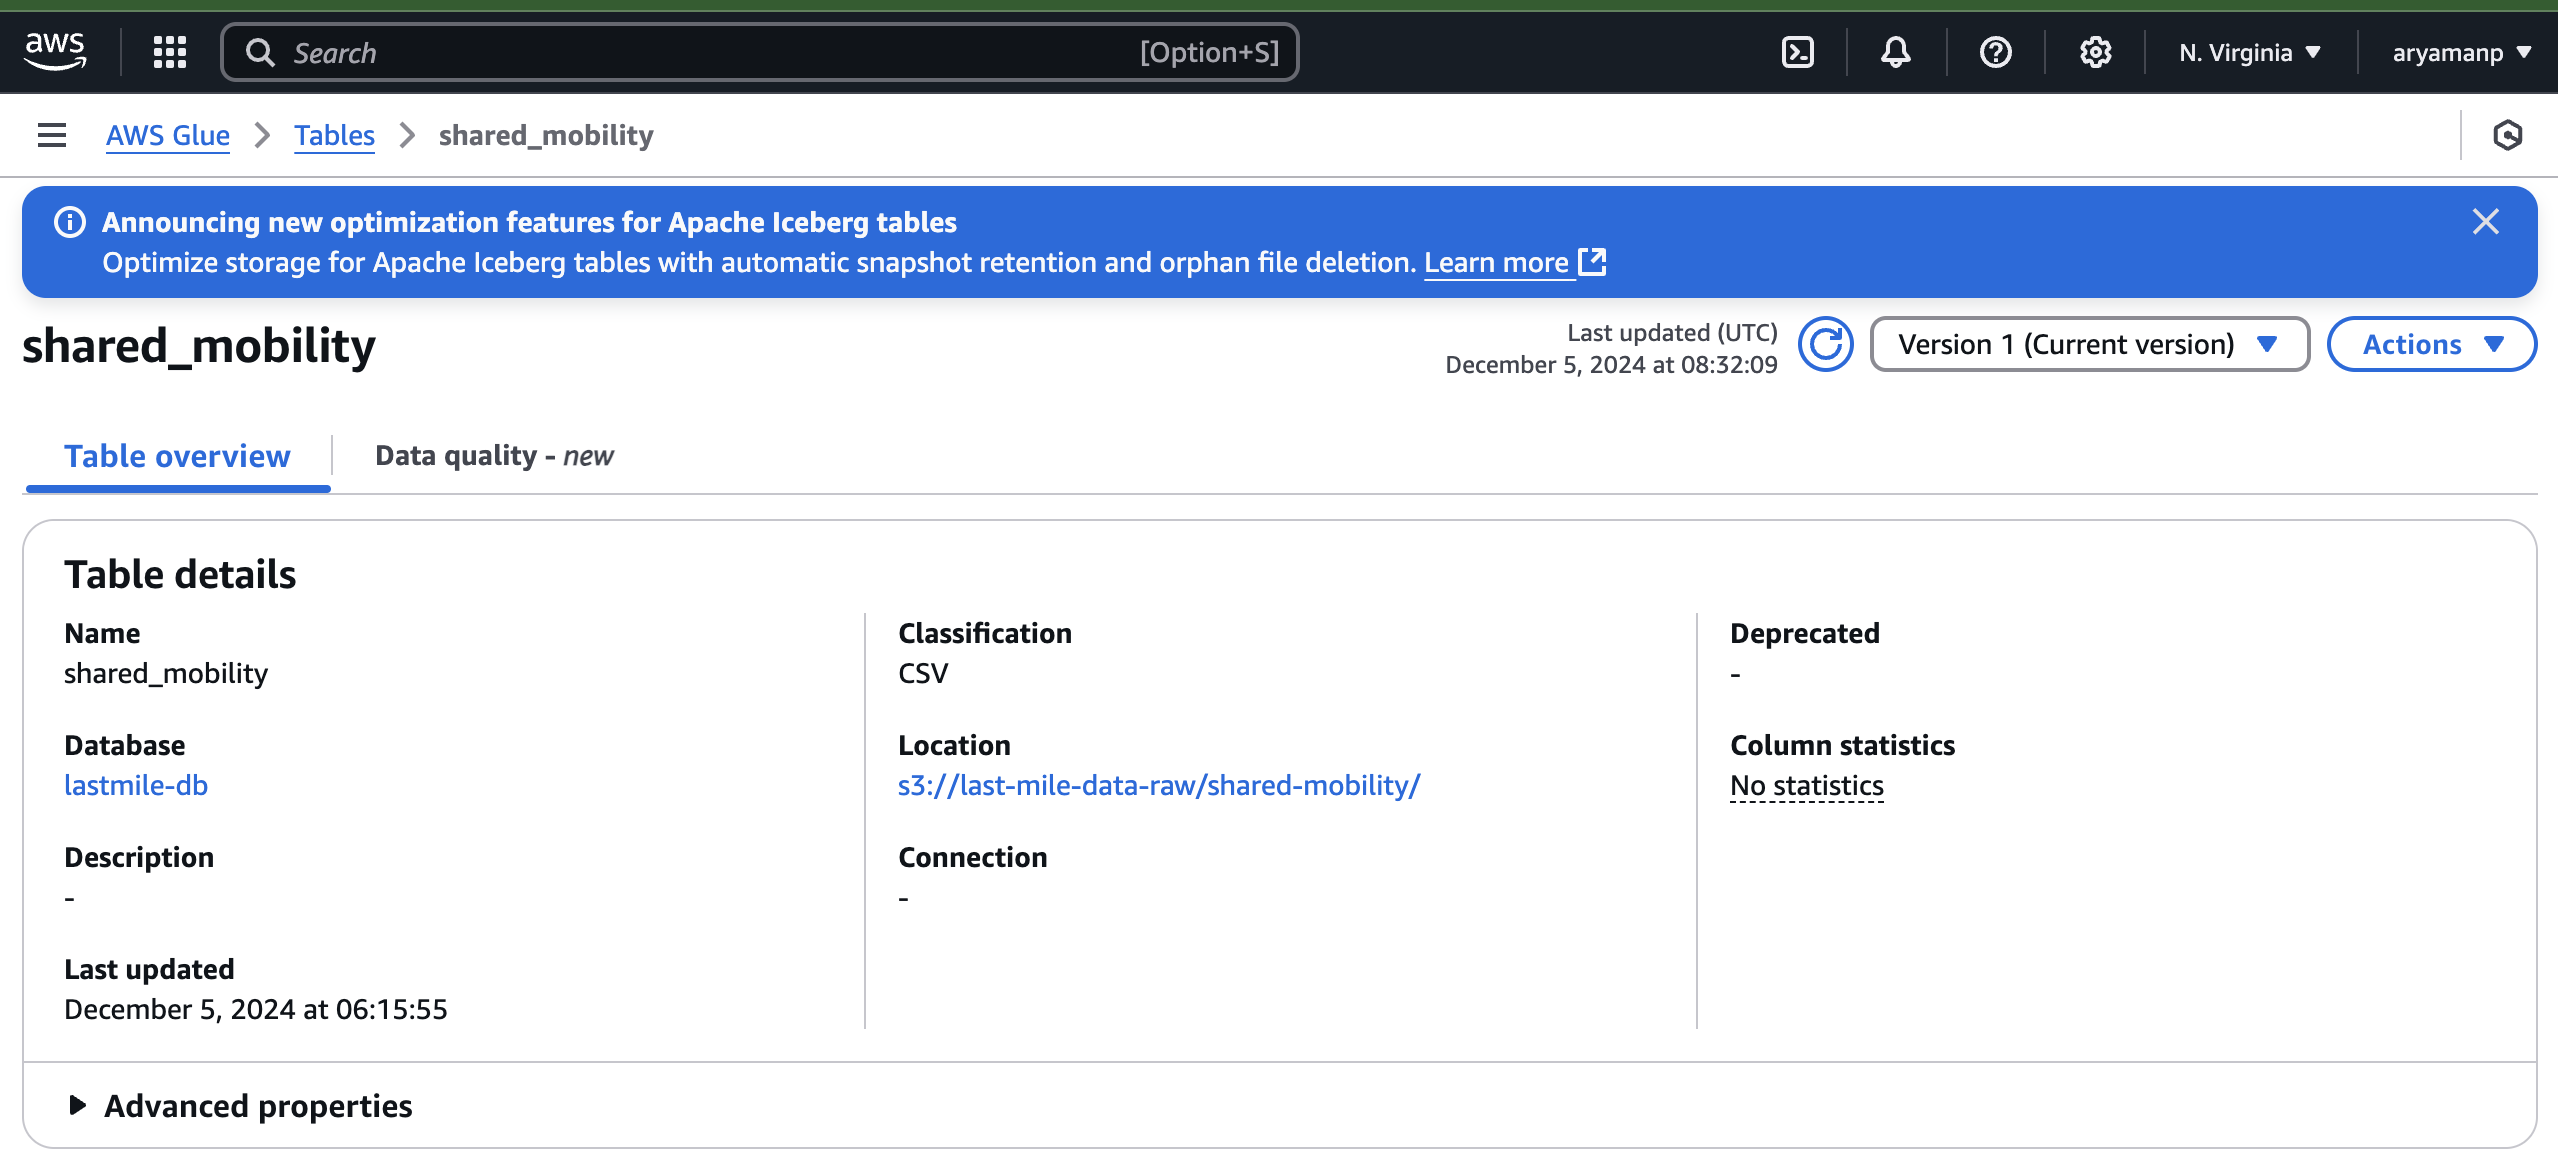 aws
Search
[Option+S]
N. Virginia
aryamanp
AWS Glue
Tables
shared_mobility
Announcing new optimization features for Apache Iceberg tables
Optimize storage for Apache Iceberg tables with automatic snapshot retention and orphan file deletion. Learn more
shared_mobility
Last updated (UTC)
December 5, 2024 at 08:32:09
Version 1 (Current version)
Actions
Table overview
Data quality - new
Table details
Name
shared_mobility
Database
lastmile-db
Description
-
Last updated
December 5, 2024 at 06:15:55
Classification
CSV
Location
s3://last-mile-data-raw/shared-mobility/
Connection
-
Deprecated
-
Column statistics
No statistics
Advanced properties